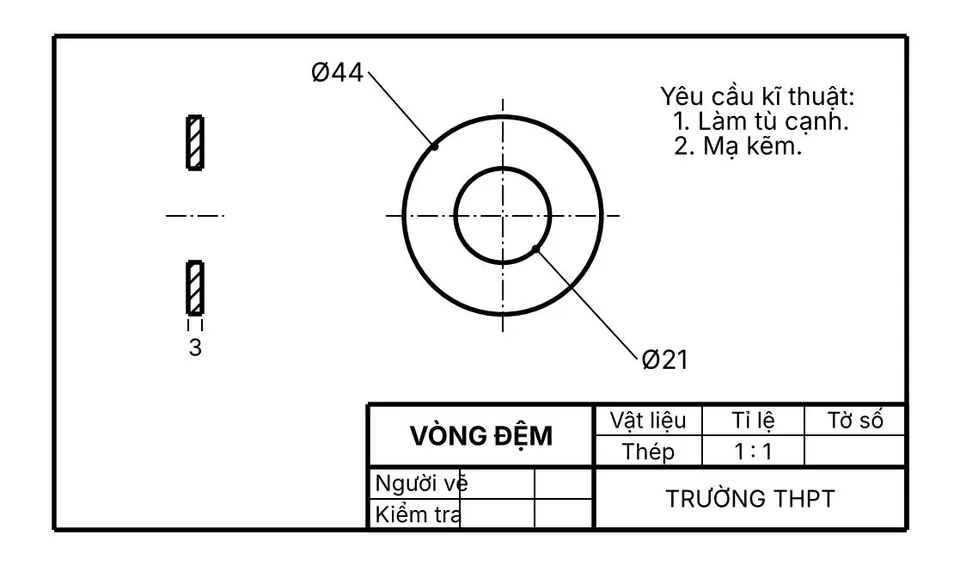 Ø44
Yêu cầu kĩ thuật:
1. Làm tù cạnh.
2. Mạ kẽm.
3
Ø21
VÒNG ĐỆM
Vật liệu Tỉ lệ Tờ số
Thép 1 : 1
Người vẽ
Kiểm tra
TRƯỜNG THPT